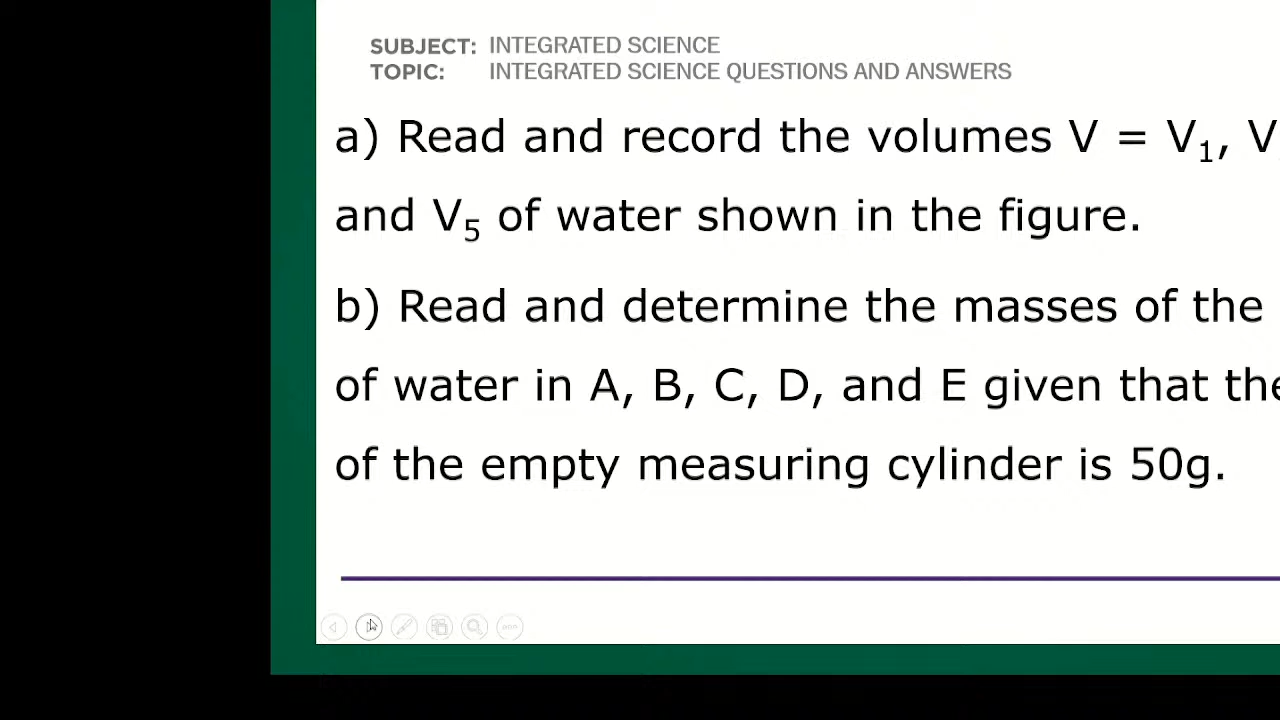 SUBJECT: INTEGRATED SCIENCE
TOPIC: INTEGRATED SCIENCE QUESTIONS AND ANSWERS
a) Read and record the volumes V = V₁, V
and V₅ of water shown in the figure.
b) Read and determine the masses of the
of water in A, B, C, D, and E given that the
of the empty measuring cylinder is 50g.